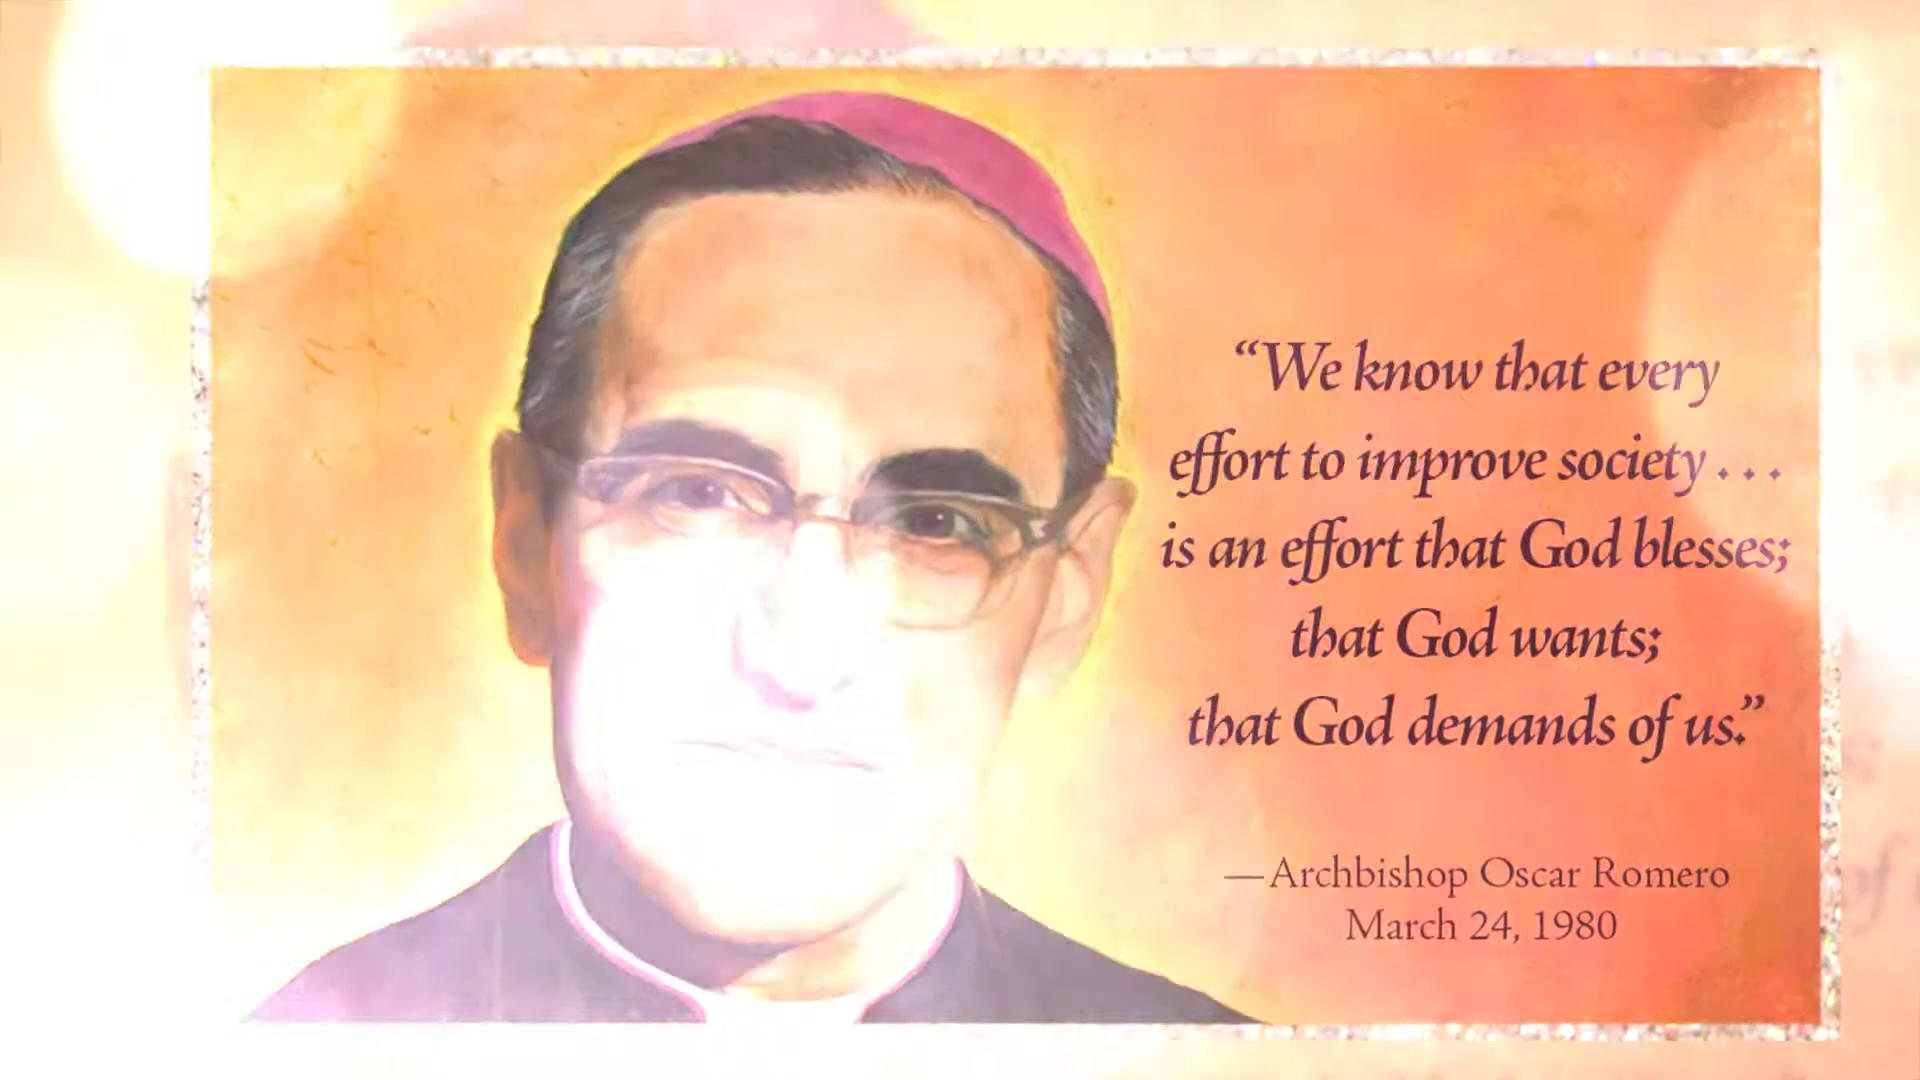 “We know that every
effort to improve society . . .
is an effort that God blesses;
that God wants;
that God demands of us.”
—Archbishop Oscar Romero
March 24, 1980